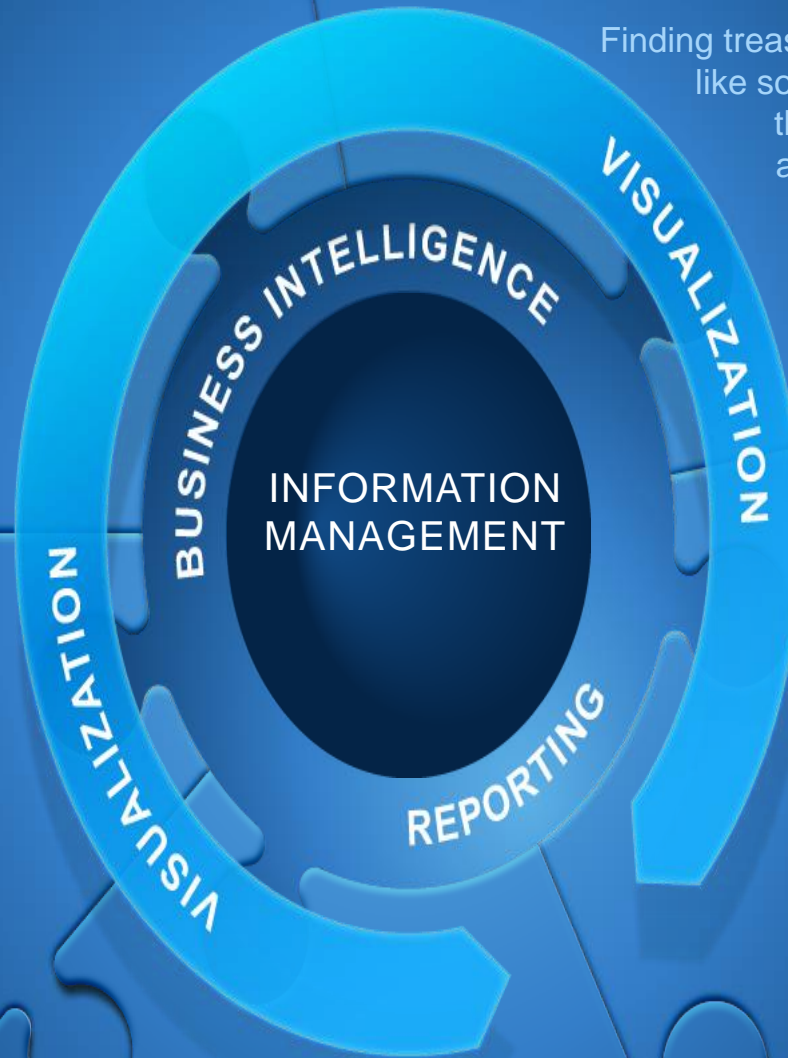 Finding
like
VISUALIZATION
BUSINESS INTELLIGENCE
INFORMATION
MANAGEMENT
VISUALIZATION
REPORTING